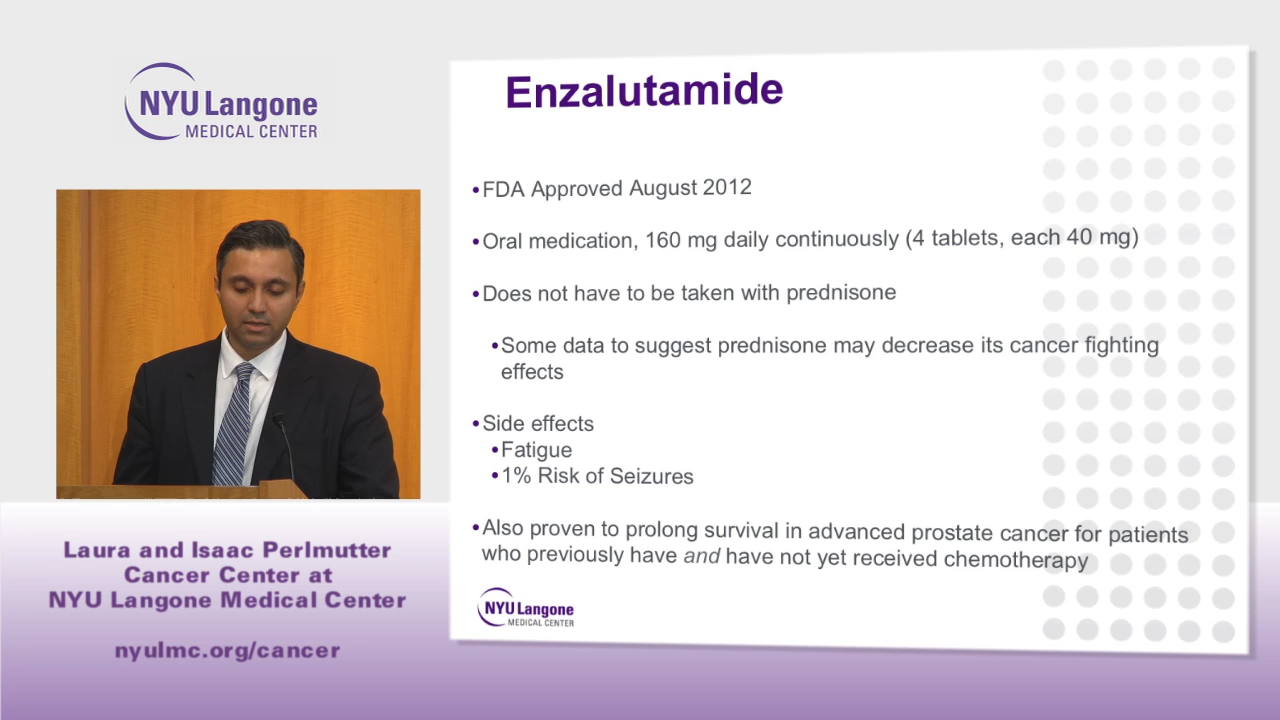 NYU Langone
MEDICAL CENTER
Enzalutamide
•FDA Approved August 2012
•Oral medication, 160 mg daily continuously (4 tablets, each 40 mg)
•Does not have to be taken with prednisone
•Some data to suggest prednisone may decrease its cancer fighting
effects
•Side effects
•Fatigue
•1% Risk of Seizures
•Also proven to prolong survival in advanced prostate cancer for patients
who previously have and have not yet received chemotherapy
NYU Langone
MEDICAL CENTER
Laura and Isaac Perlmutter
Cancer Center at
NYU Langone Medical Center
nyulmc.org/cancer